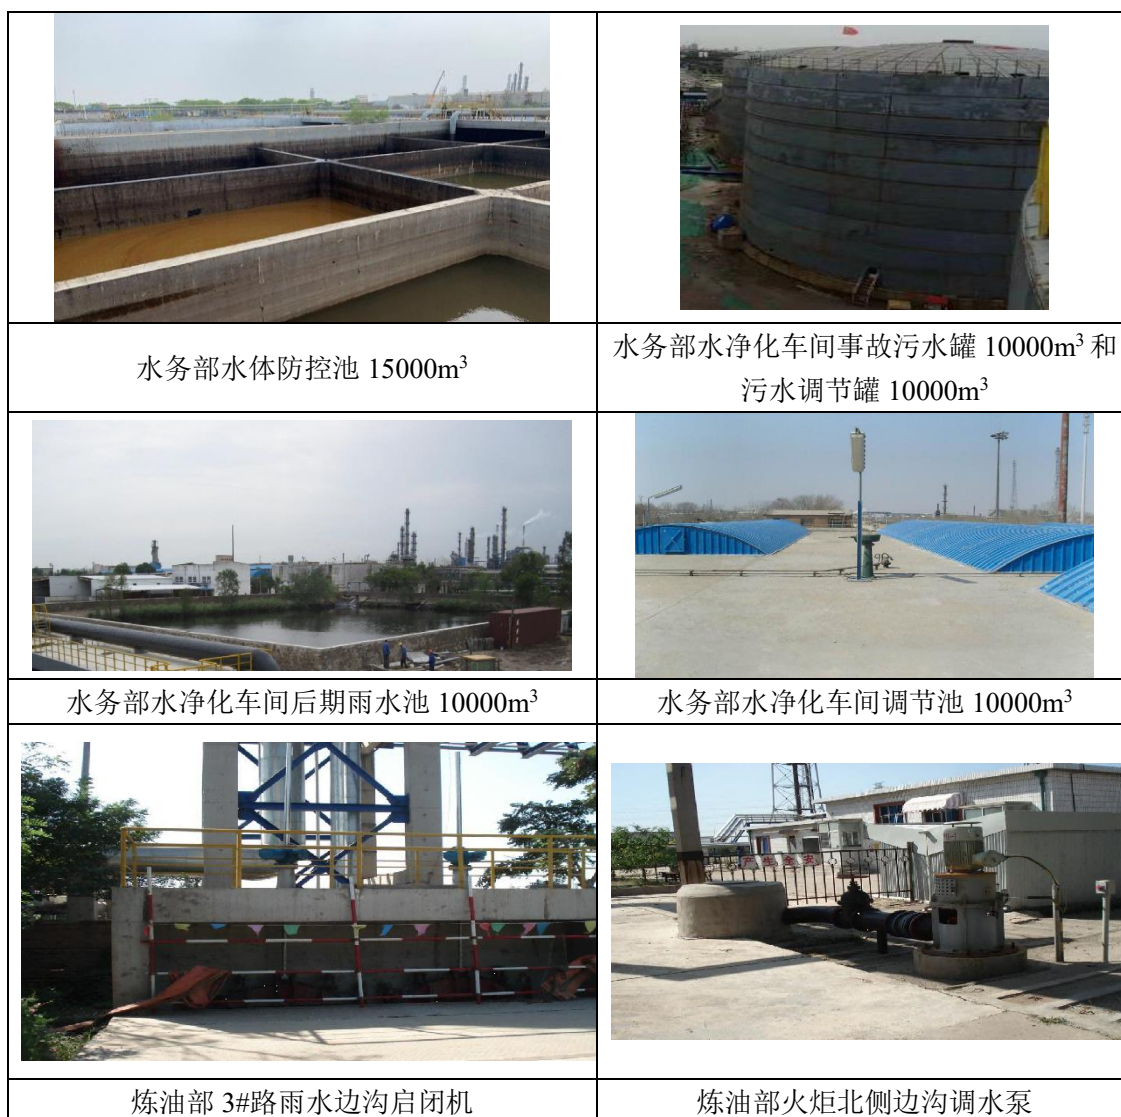 水务部水体防控池 15000m³
水务部水净化车间事故污水罐 10000m³ 和
污水调节罐 10000m³
水务部水净化车间后期雨水池 10000m³
水务部水净化车间调节池 10000m³
炼油部 3#路雨水边沟启闭机
炼油部火炬北侧边沟调水泵